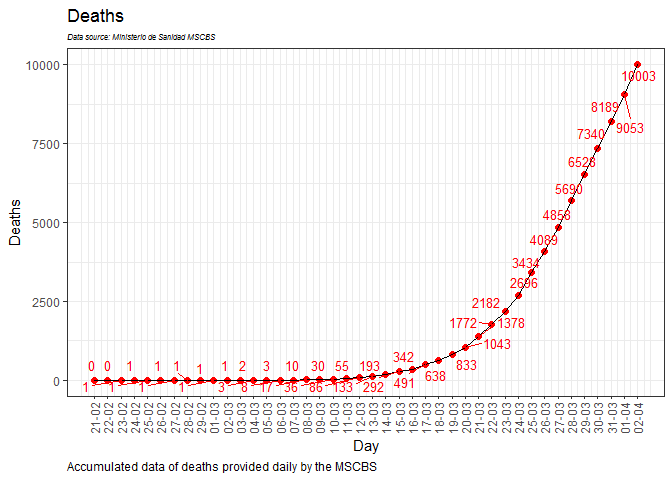 Deaths
Data source: Ministerio de Sanidad MSCBS
10000
7500
5000
2500
0
Deaths
0 0 1 1 1 1 1 2 3 10 30 55 193 342
1 1 1 1 3 8 17 36 86 133 292 491 638 833
1043
1378
1772
2182
2696
3434
4089
4858
5690
6528
7340
8189
9053
10003
21-02 22-02 23-02 24-02 25-02 26-02 27-02 28-02 29-02 01-03 02-03 03-03 04-03 05-03 06-03 07-03 08-03 09-03 10-03 11-03 12-03 13-03 14-03 15-03 16-03 17-03 18-03 19-03 20-03 21-03 22-03 23-03 24-03 25-03 26-03 27-03 28-03 29-03 30-03 31-03 01-04 02-04
Day
Accumulated data of deaths provided daily by the MSCBS